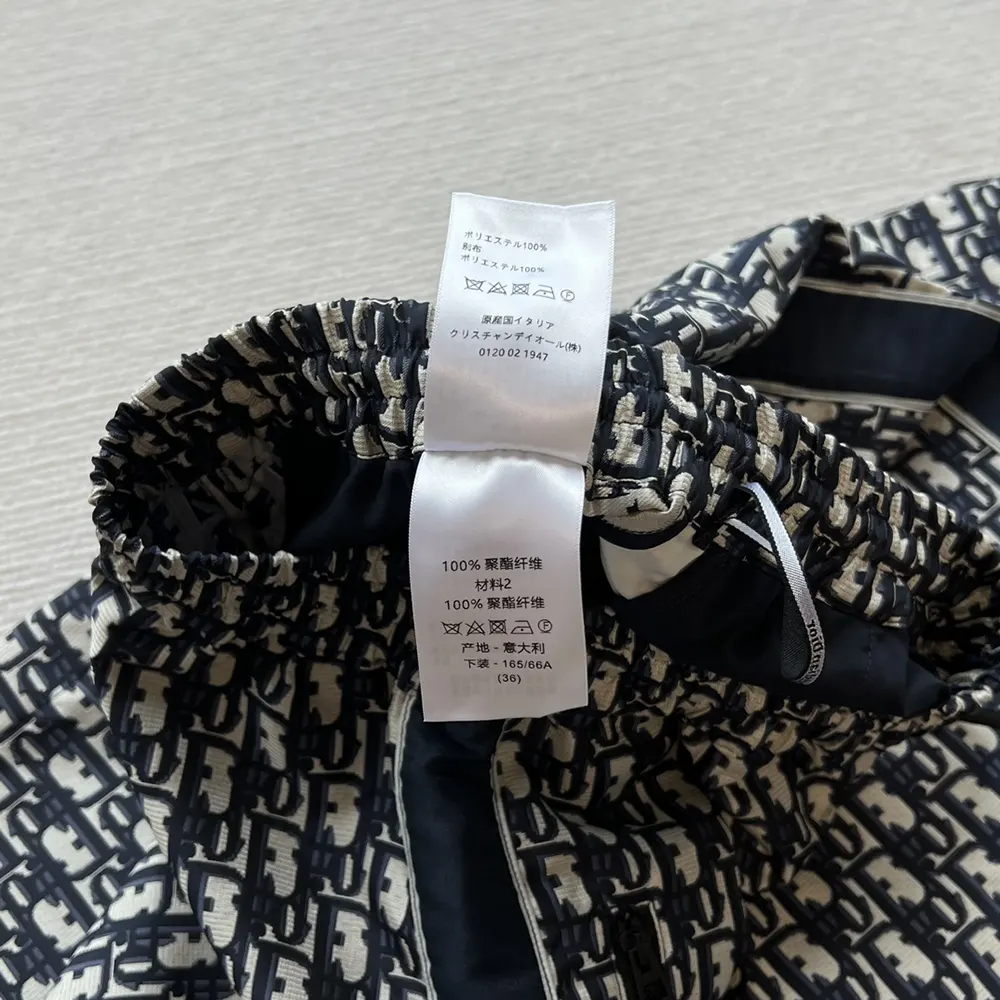 ポリエステル100%
別布
ポリエステル100%
原産国イタリア
クリスチャンディオール(株)
0120 02 1947
100% 聚酯纤维
材料2
100% 聚酯纤维
产地 - 意大利
下装 - 165/66A
(36)